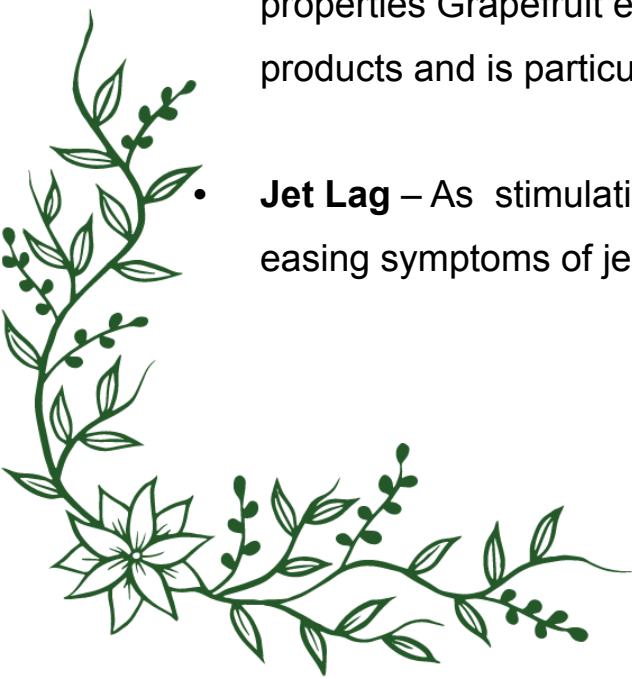 properties Grapefruit e
products and is particu
• Jet Lag – As stimulati
easing symptoms of je